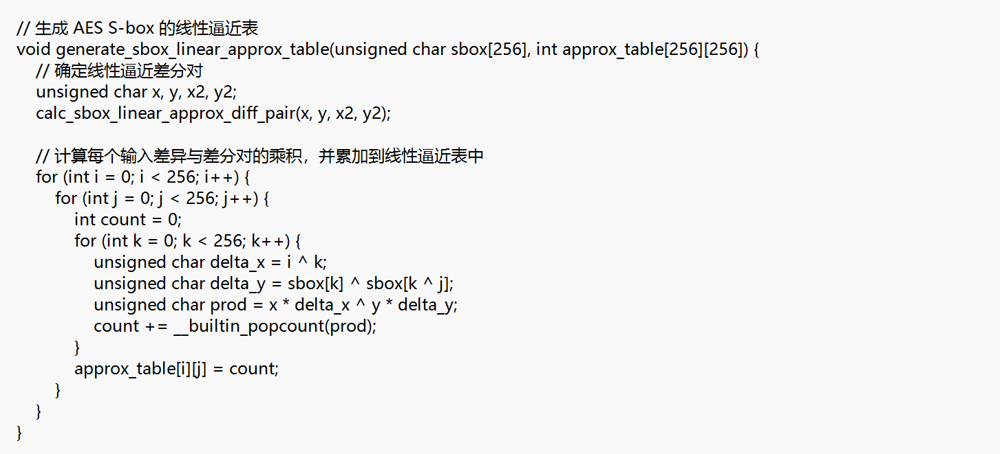 // 生成 AES S-box 的线性逼近表
void generate_sbox_linear_approx_table(unsigned char sbox[256], int approx_table[256][256]) {
    // 确定线性逼近差分对
    unsigned char x, y, x2, y2;
    calc_sbox_linear_approx_diff_pair(x, y, x2, y2);

    // 计算每个输入差异与差分对的乘积，并累加到线性逼近表中
    for (int i = 0; i < 256; i++) {
        for (int j = 0; j < 256; j++) {
            int count = 0;
            for (int k = 0; k < 256; k++) {
                unsigned char delta_x = i ^ k;
                unsigned char delta_y = sbox[k] ^ sbox[k ^ j];
                unsigned char prod = x * delta_x ^ y * delta_y;
                count += __builtin_popcount(prod);
            }
            approx_table[i][j] = count;
        }
    }
}